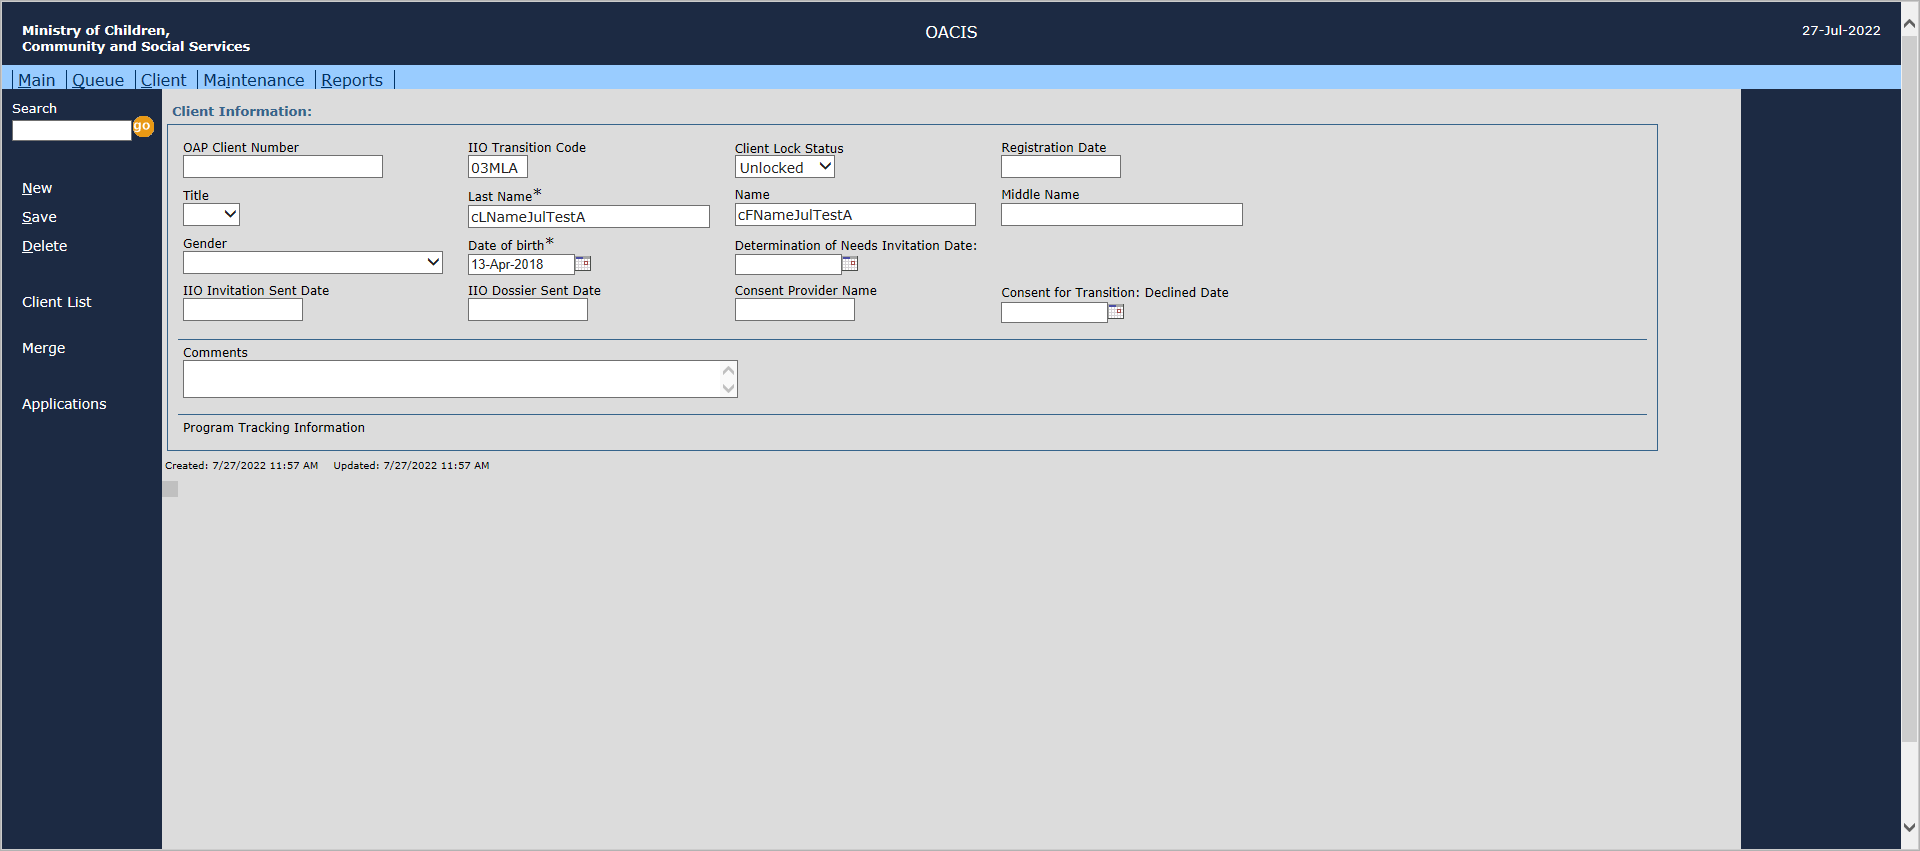 Ministry of Children,
Community and Social Services
OACIS
27-Jul-2022
Main
Queue
Client
Maintenance
Reports
Search
go
New
Save
Delete
Client List
Merge
Applications
Client Information:
OAP Client Number
IIO Transition Code
03MLA
Client Lock Status
Unlocked
Registration Date
Title
Last Name*
cLNameJulTestA
Name
cFNameJulTestA
Middle Name
Gender
Date of birth*
13-Apr-2018
Determination of Needs Invitation Date:
IIO Invitation Sent Date
IIO Dossier Sent Date
Consent Provider Name
Consent for Transition: Declined Date
Comments
Program Tracking Information
Created: 7/27/2022 11:57 AM Updated: 7/27/2022 11:57 AM